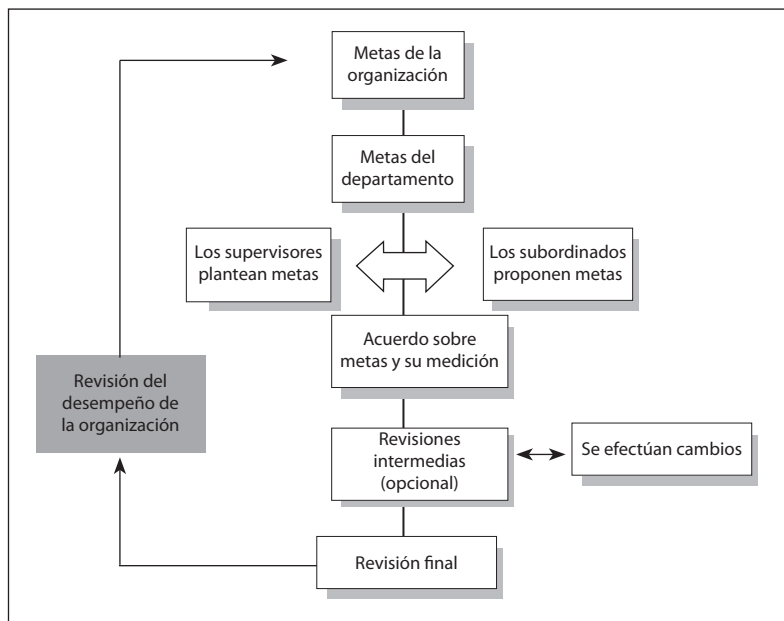 Metas de la
organización
Metas del
departamento
Los supervisores
plantean metas
Los subordinados
proponen metas
Acuerdo sobre
metas y su medición
Revisión del
desempeño de
la organización
Revisiones
intermedias
(opcional)
Se efectúan cambios
Revisión final